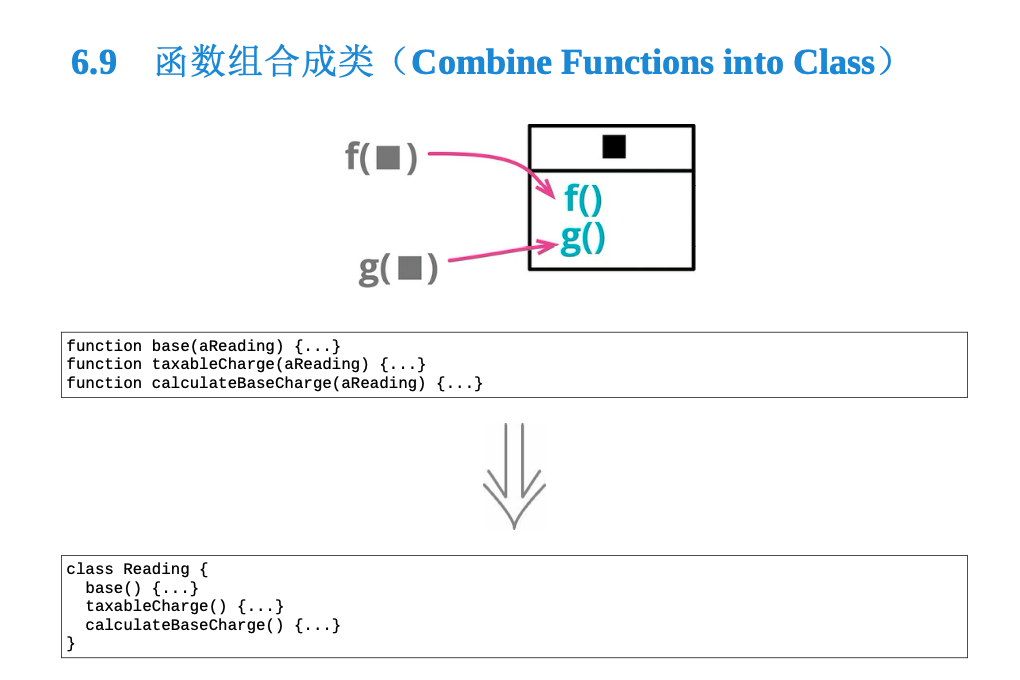 6.9 函数组合成类（Combine Functions into Class）
f(■)
f()
g()
g(■)
function base(aReading) {...}
function taxableCharge(aReading) {...}
function calculateBaseCharge(aReading) {...}
class Reading {
  base() {...}
  taxableCharge() {...}
  calculateBaseCharge() {...}
}